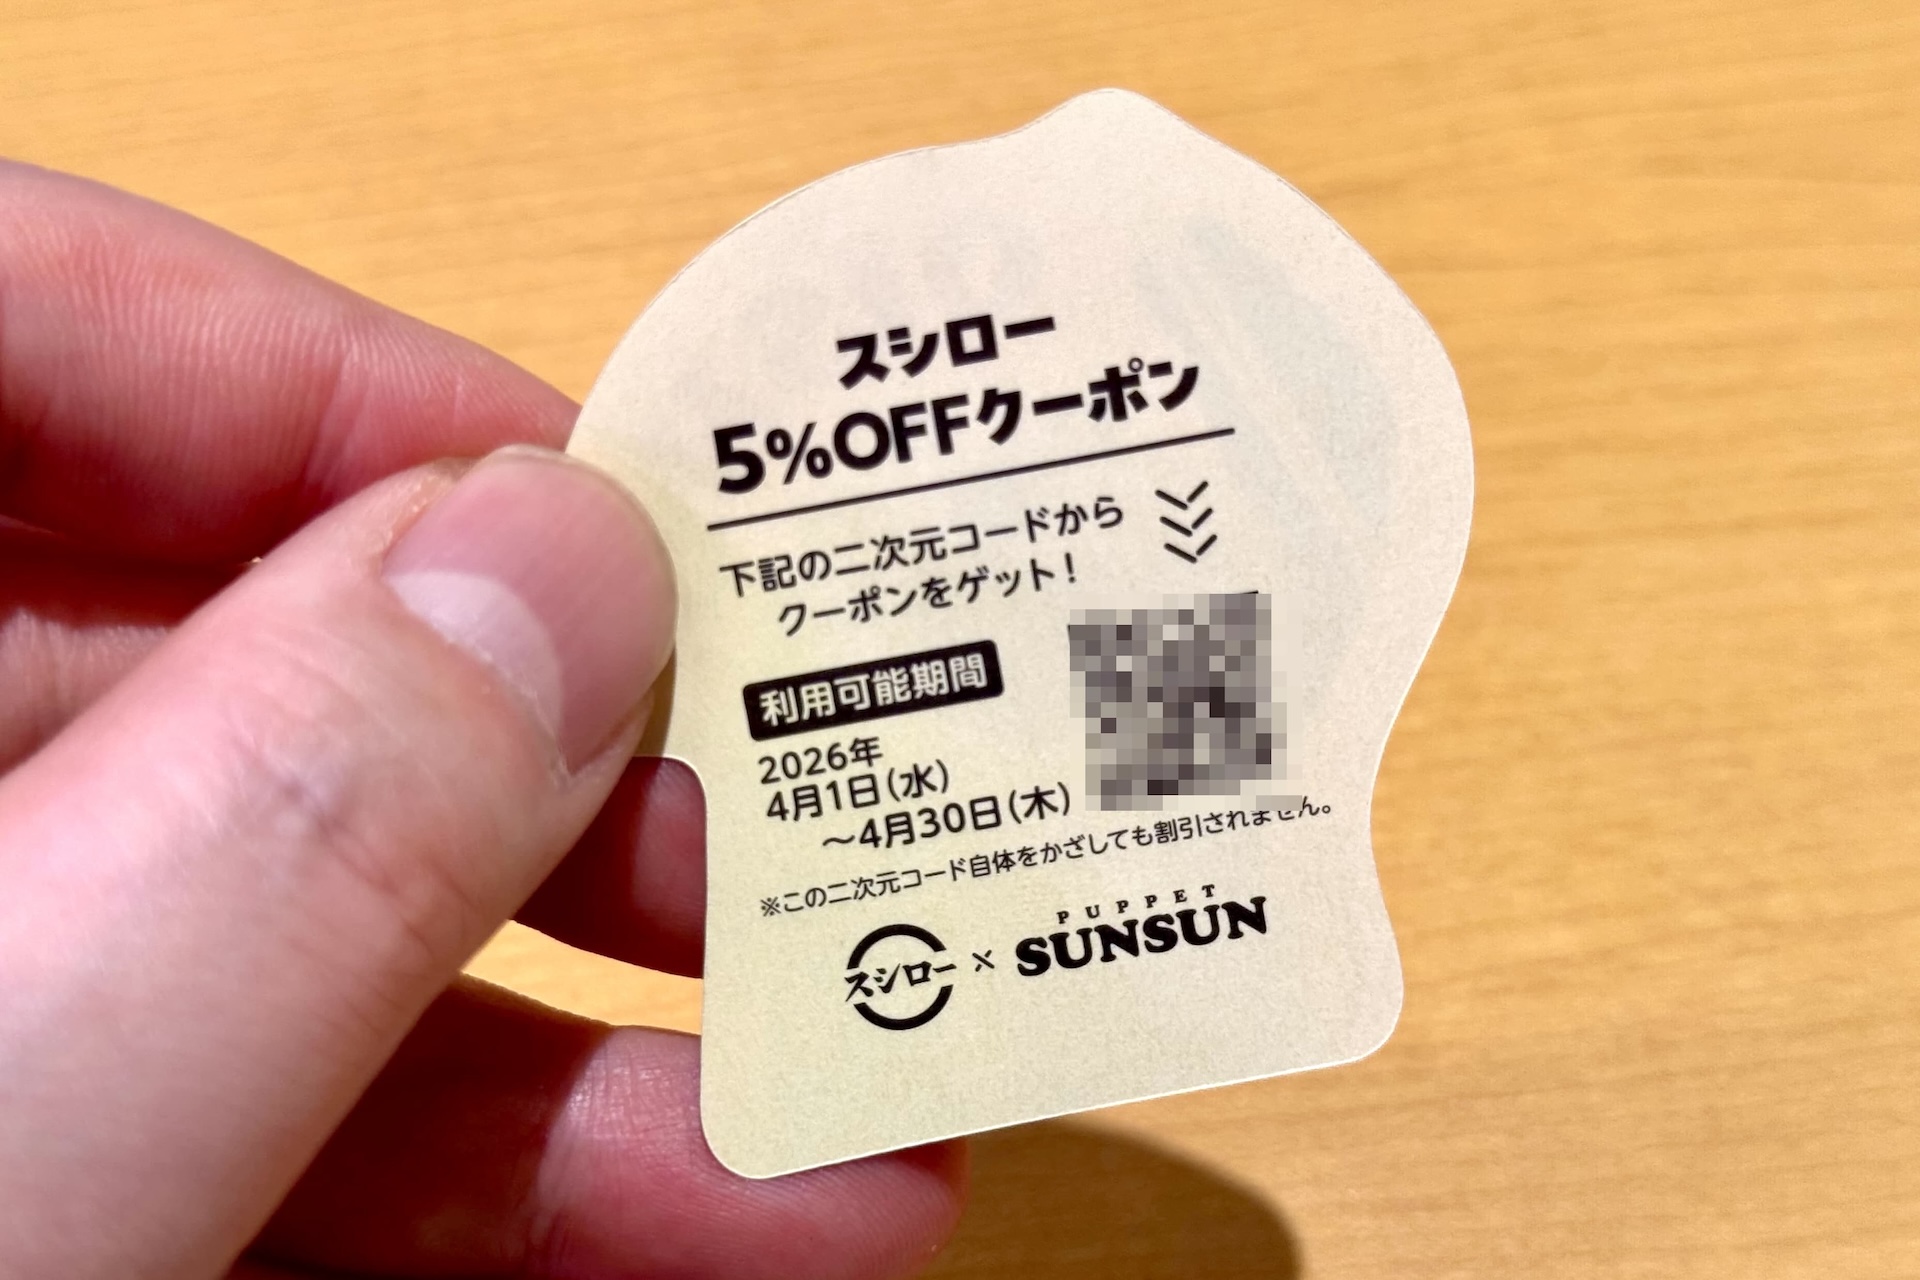 スシロー
5%OFFクーポン
下記の二次元コードから
クーポンをゲット!
利用可能期間
2026年
4月1日(水)
～4月30日(木)
※この二次元コード自体をかざしても割引されません。
スシロー × PUPPET SUNSUN